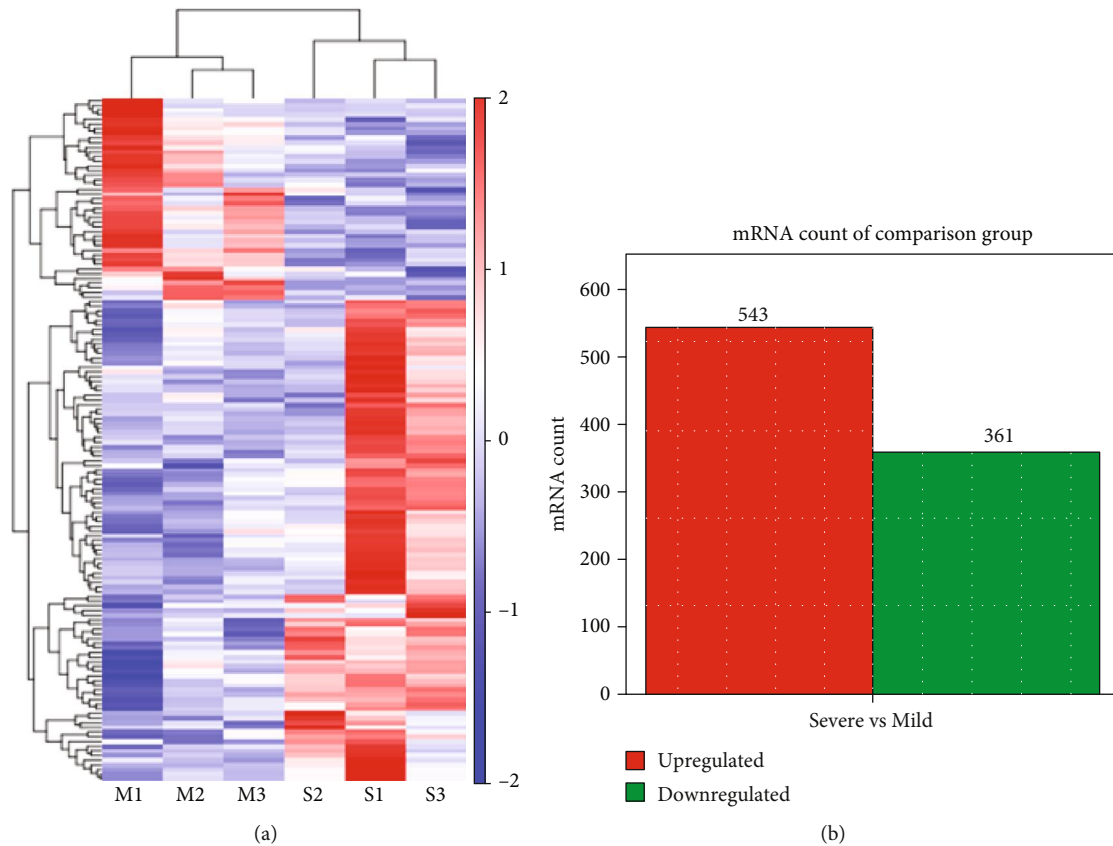 2
1
0
−1
−2
M1 M2 M3 S2 S1 S3
(a)
mRNA count of comparison group
mRNA count
600
500
400
300
200
100
0
543
361
Severe vs Mild
Upregulated
Downregulated
(b)